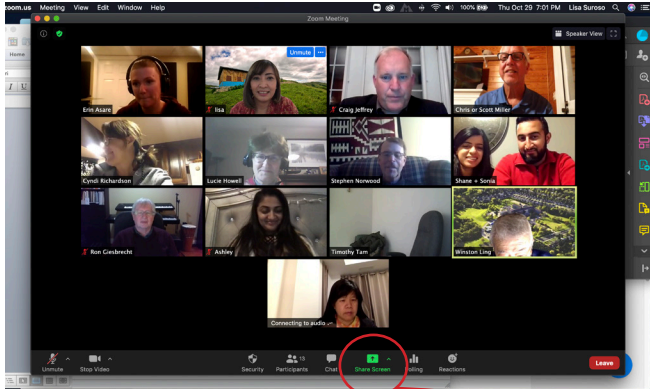 zoom.us Meeting View Edit Window Help 100% Thu Oct 29 7:01 PM Lisa Suroso
Zoom Meeting
Home
Speaker View
I U
Unmute
Erin Asare
lisa
Craig Jeffrey
Chris or Scott Miller
Cyndi Richardson
Lucie Howell
Stephen Norwood
Shane + Sonia
Ron Giesbrecht
Ashley
Timothy Tam
Winston Ling
Connecting to audio
13
Unmute Stop Video Security Participants Chat Share Screen Polling Reactions
Leave